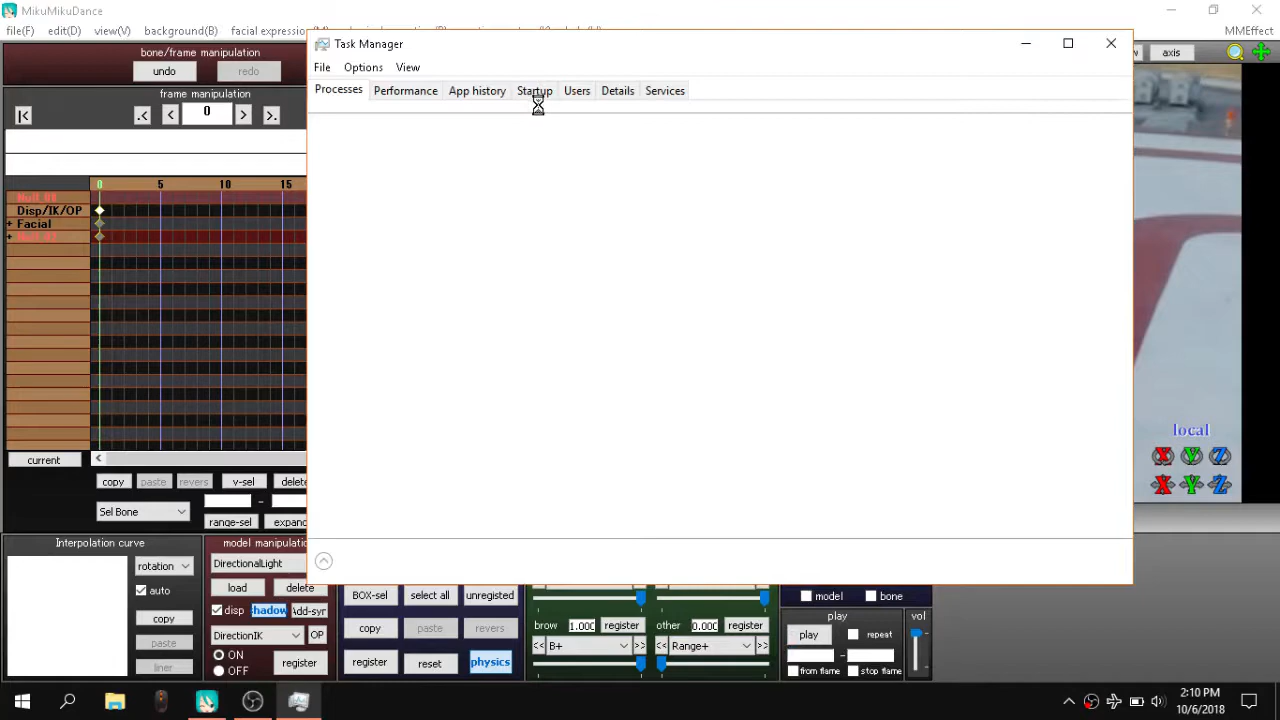 MikuMikuDance
file(F) edit(D) view(V) background(B) facial expres
MMEffect
bone/frame manipulation
undo redo
axis
frame manipulation
|< .< < 0 > >.
0 5 10 15
Disp/IK/OP
+ Facial
+
current
<
copy paste revers v-sel delete
Sel Bone -
range-sel expand
Task Manager
File Options View
Processes Performance App history Startup Users Details Services
local
X Y Z
X Y Z
Interpolation curve
rotation
auto
copy
paste
liner
model manipula
DirectionalLight
load delete
disp shadow Add-syn
DirectionIK OP
ON
OFF
register
BOX-sel select all unregisted
copy paste revers
register reset physics
brow 1.000 register
<< B+ >>
other 0.000 register
<< Range+ >>
model bone
play
play repeat
-
from flame stop flame
vol
2:10 PM
10/6/2018